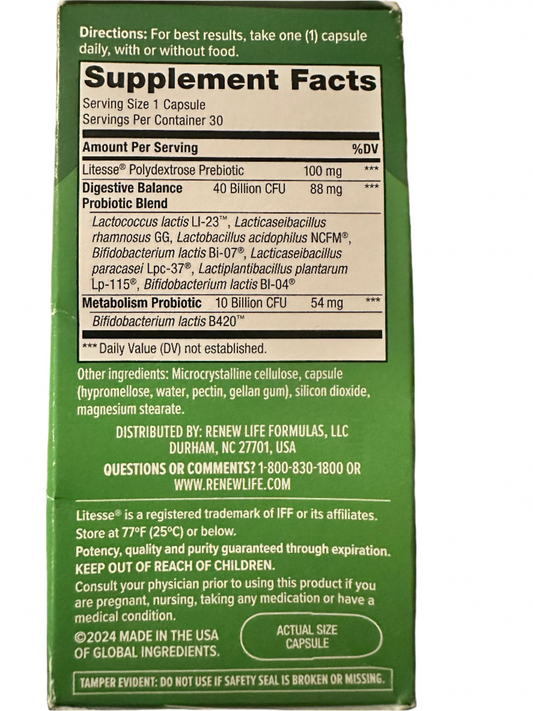 Directions: For best results, take one (1) capsule
daily, with or without food.
Supplement Facts
Serving Size 1 Capsule
Servings Per Container 30
Amount Per Serving %DV
Litesse® Polydextrose Prebiotic 100 mg ***
Digestive Balance 40 Billion CFU 88 mg ***
Probiotic Blend
Lactococcus lactis Ll-23™, Lacticaseibacillus
rhamnosus GG, Lactobacillus acidophilus NCFM®,
Bifidobacterium lactis Bi-07®, Lacticaseibacillus
paracasei Lpc-37®, Lactiplantibacillus plantarum
Lp-115®, Bifidobacterium lactis Bl-04®
Metabolism Probiotic 10 Billion CFU 54 mg ***
Bifidobacterium lactis B420™
*** Daily Value (DV) not established.
Other ingredients: Microcrystalline cellulose, capsule
(hypromellose, water, pectin, gellan gum), silicon dioxide,
magnesium stearate.
DISTRIBUTED BY: RENEW LIFE FORMULAS, LLC
DURHAM, NC 27701, USA
QUESTIONS OR COMMENTS? 1-800-830-1800 OR
WWW.RENEWLIFE.COM
Litesse® is a registered trademark of IFF or its affiliates.
Store at 77°F (25°C) or below.
Potency, quality and purity guaranteed through expiration.
KEEP OUT OF REACH OF CHILDREN.
Consult your physician prior to using this product if you
are pregnant, nursing, taking any medication or have a
medical condition.
©2024 MADE IN THE USA
OF GLOBAL INGREDIENTS.
ACTUAL SIZE
CAPSULE
TAMPER EVIDENT: DO NOT USE IF SAFETY SEAL IS BROKEN OR MISSING.